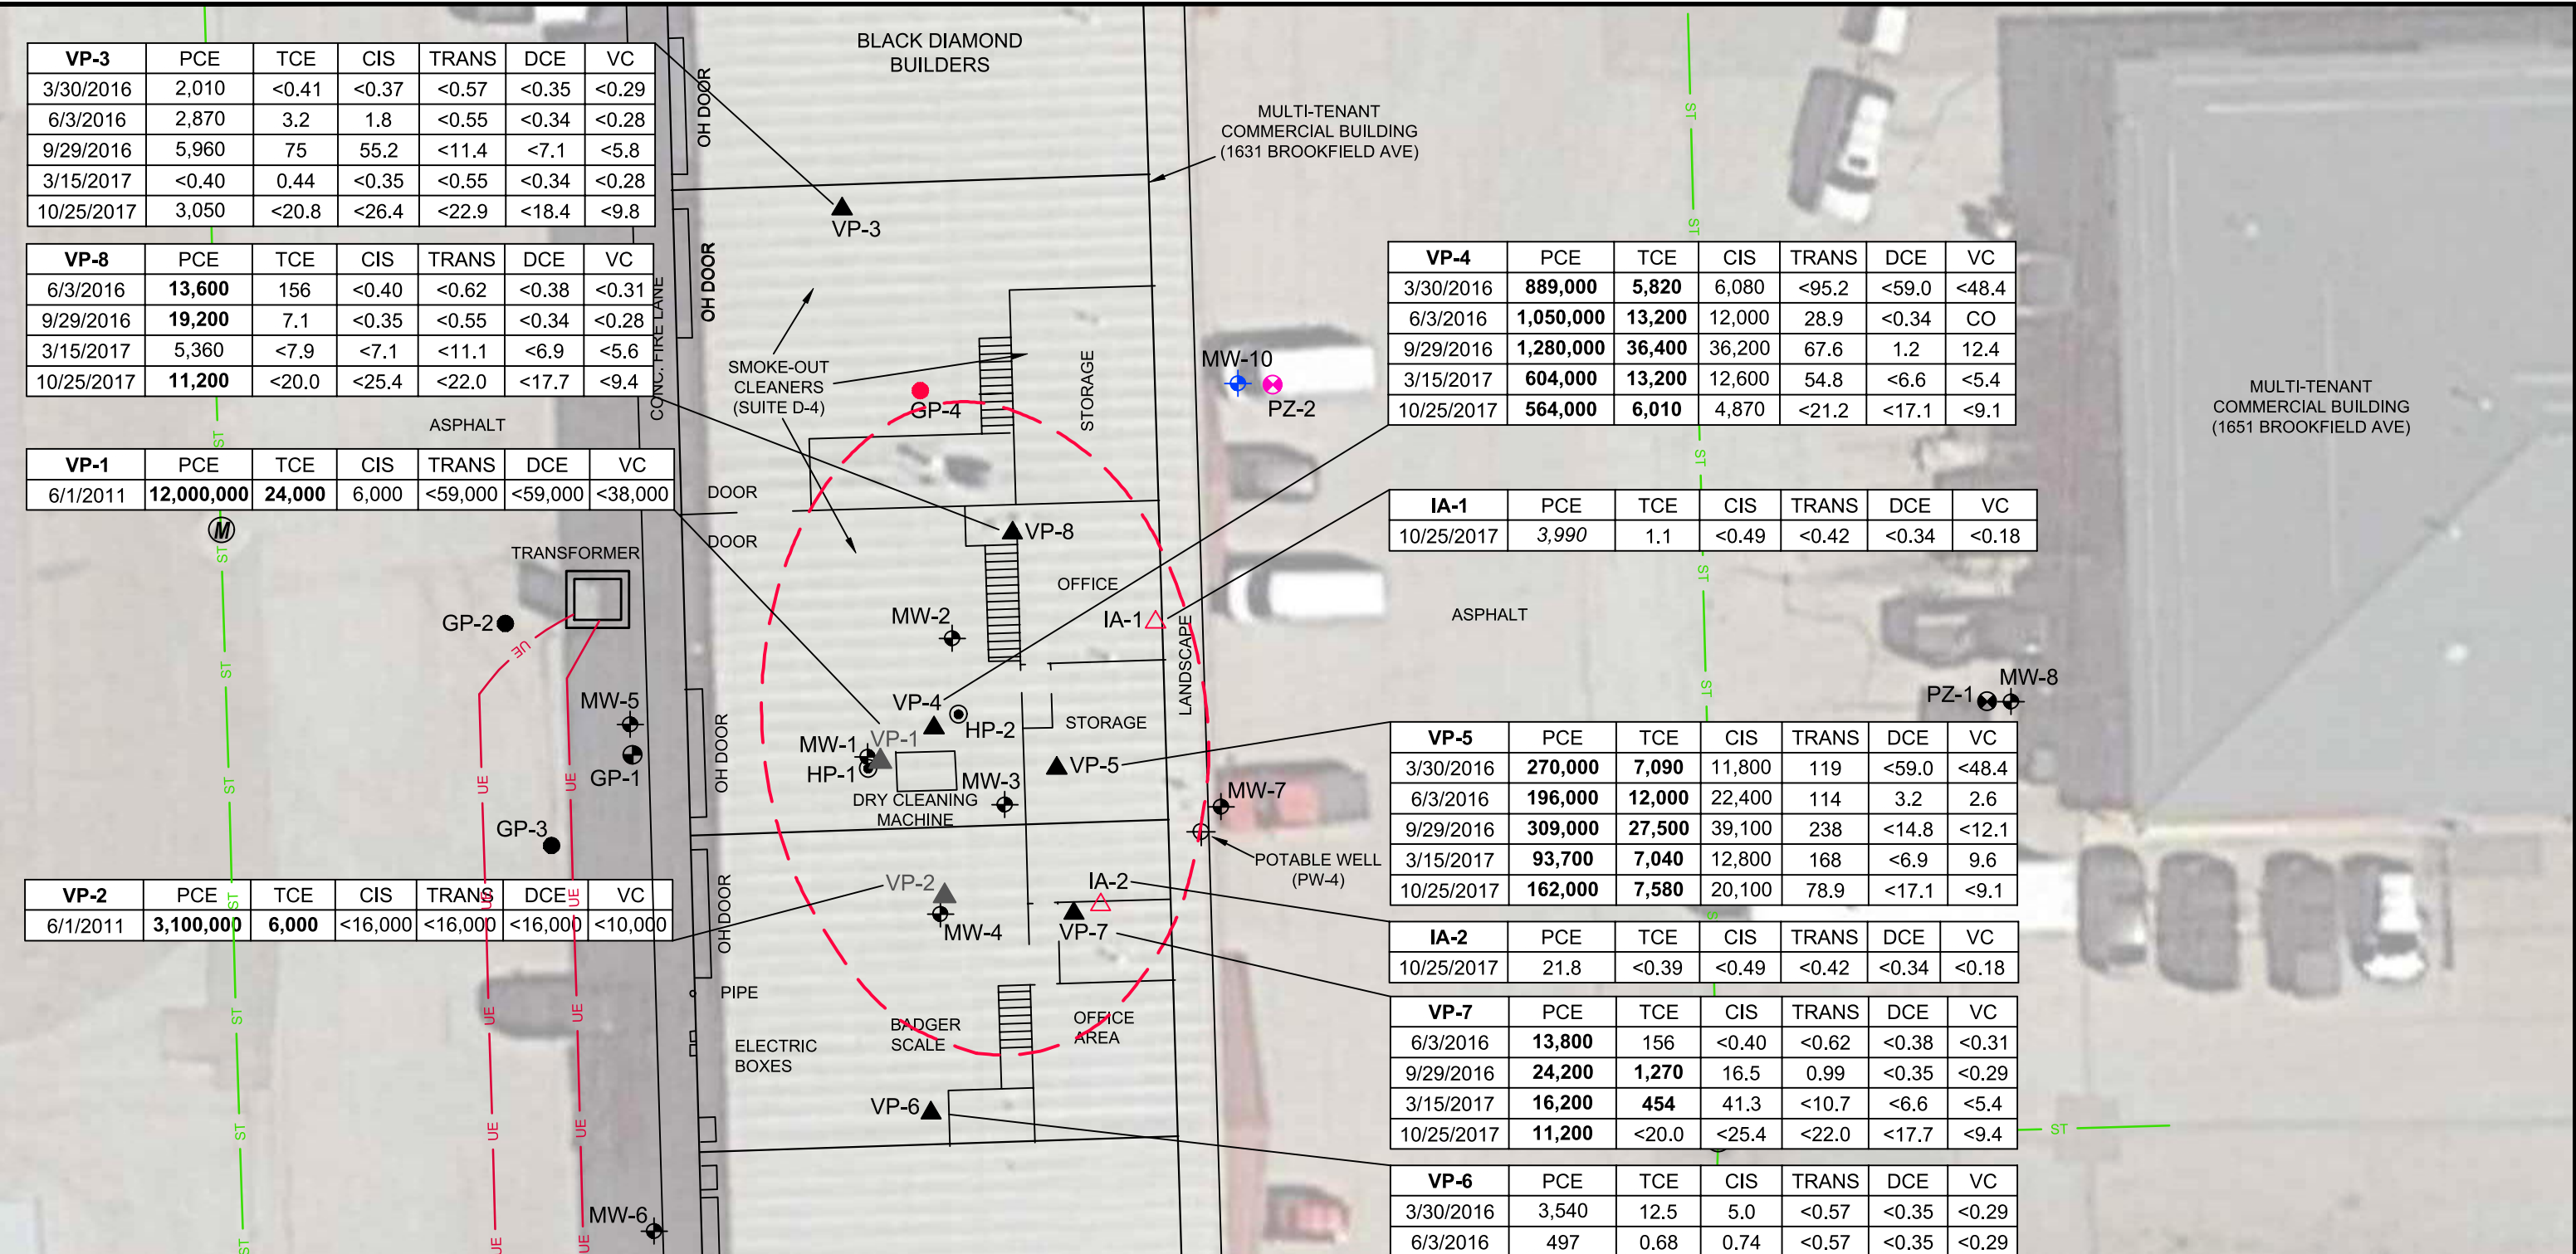 VP-3 PCE TCE CIS TRANS DCE VC
3/30/2016 2,010 <0.41 <0.37 <0.57 <0.35 <0.29
6/3/2016 2,870 3.2 1.8 <0.55 <0.34 <0.28
9/29/2016 5,960 75 55.2 <11.4 <7.1 <5.8
3/15/2017 <0.40 0.44 <0.35 <0.55 <0.34 <0.28
10/25/2017 3,050 <20.8 <26.4 <22.9 <18.4 <9.8
VP-8 PCE TCE CIS TRANS DCE VC
6/3/2016 13,600 156 <0.40 <0.62 <0.38 <0.31
9/29/2016 19,200 7.1 <0.35 <0.55 <0.34 <0.28
3/15/2017 5,360 <7.9 <7.1 <11.1 <6.9 <5.6
10/25/2017 11,200 <20.0 <25.4 <22.0 <17.7 <9.4
ASPHALT
VP-1 PCE TCE CIS TRANS DCE VC
6/1/2011 12,000,000 24,000 6,000 <59,000 <59,000 <38,000
M
TRANSFORMER
GP-2
MW-5
GP-1
GP-3
VP-2 PCE TCE CIS TRANS DCE VC
6/1/2011 3,100,000 6,000 <16,000 <16,000 <16,000 <10,000
MW-6
ST
ST
ST
ST
ST
ST
ST
ST
ST
UE
UE
UE
UE
UE
UE
UE
UE
UE
UE
CONC. FIRE LANE
OH DOOR
OH DOOR
DOOR
DOOR
OH DOOR
OH DOOR
PIPE
ELECTRIC
BOXES
BLACK DIAMOND
BUILDERS
VP-3
SMOKE-OUT
CLEANERS
(SUITE D-4)
GP-4
STORAGE
VP-8
OFFICE
MW-2
IA-1
LANDSCAPE
VP-4
HP-2
STORAGE
VP-1
MW-1
HP-1
VP-5
MW-3
DRY CLEANING
MACHINE
VP-2
MW-4
IA-2
VP-7
BADGER
SCALE
OFFICE
AREA
VP-6
MULTI-TENANT
COMMERCIAL BUILDING
(1631 BROOKFIELD AVE)
MW-10
PZ-2
MW-7
POTABLE WELL
(PW-4)
ST
ST
ST
ST
ST
ST
S
ST
VP-4 PCE TCE CIS TRANS DCE VC
3/30/2016 889,000 5,820 6,080 <95.2 <59.0 <48.4
6/3/2016 1,050,000 13,200 12,000 28.9 <0.34 CO
9/29/2016 1,280,000 36,400 36,200 67.6 1.2 12.4
3/15/2017 604,000 13,200 12,600 54.8 <6.6 <5.4
10/25/2017 564,000 6,010 4,870 <21.2 <17.1 <9.1
IA-1 PCE TCE CIS TRANS DCE VC
10/25/2017 3,990 1.1 <0.49 <0.42 <0.34 <0.18
ASPHALT
PZ-1
MW-8
MULTI-TENANT
COMMERCIAL BUILDING
(1651 BROOKFIELD AVE)
VP-5 PCE TCE CIS TRANS DCE VC
3/30/2016 270,000 7,090 11,800 119 <59.0 <48.4
6/3/2016 196,000 12,000 22,400 114 3.2 2.6
9/29/2016 309,000 27,500 39,100 238 <14.8 <12.1
3/15/2017 93,700 7,040 12,800 168 <6.9 9.6
10/25/2017 162,000 7,580 20,100 78.9 <17.1 <9.1
IA-2 PCE TCE CIS TRANS DCE VC
10/25/2017 21.8 <0.39 <0.49 <0.42 <0.34 <0.18
VP-7 PCE TCE CIS TRANS DCE VC
6/3/2016 13,800 156 <0.40 <0.62 <0.38 <0.31
9/29/2016 24,200 1,270 16.5 0.99 <0.35 <0.29
3/15/2017 16,200 454 41.3 <10.7 <6.6 <5.4
10/25/2017 11,200 <20.0 <25.4 <22.0 <17.7 <9.4
VP-6 PCE TCE CIS TRANS DCE VC
3/30/2016 3,540 12.5 5.0 <0.57 <0.35 <0.29
6/3/2016 497 0.68 0.74 <0.57 <0.35 <0.29